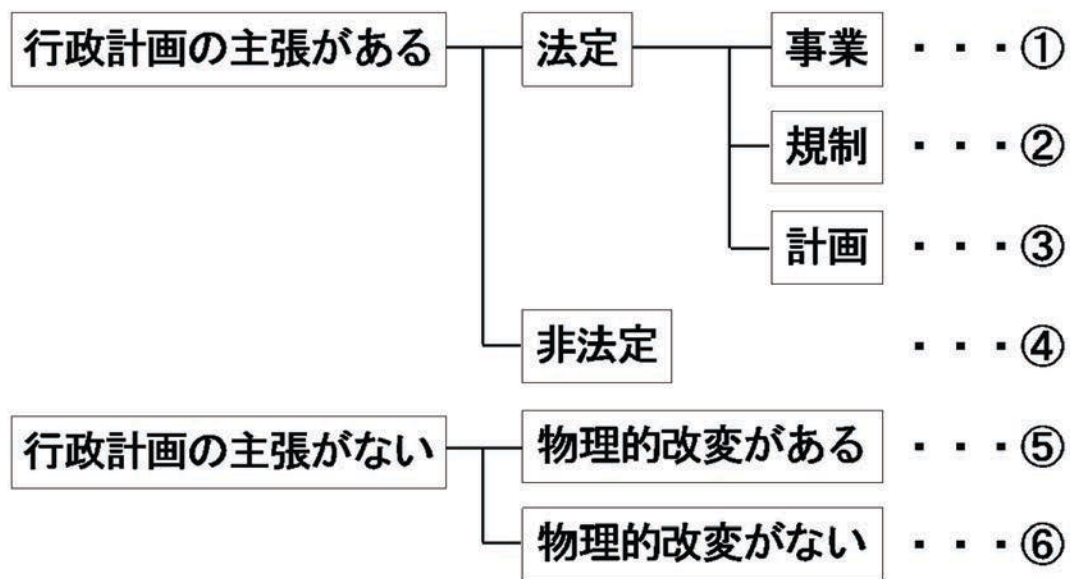 行政計画の主張がある 法定 事業 ・・・①
規制 ・・・②
計画 ・・・③
非法定 ・・・④
行政計画の主張がない 物理的改変がある ・・・⑤
物理的改変がない ・・・⑥